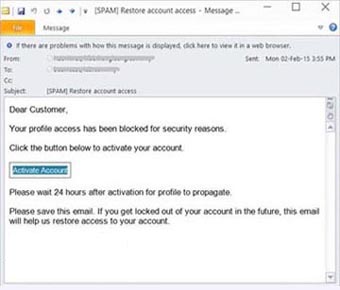 [SPAM] Restore account access - Message ...
File
Message
If there are problems with how this message is displayed, click here to view it in a web browser.
From:
Sent: Mon 02-Feb-15 3:55 PM
To:
Cc:
Subject: [SPAM] Restore account access
Dear Customer,
Your profile access has been blocked for security reasons.
Click the button below to activate your account.
Activate Account
Please wait 24 hours after activation for profile to propagate.
Please save this email. If you get locked out of your account in the future, this email
will help us restore access to your account.